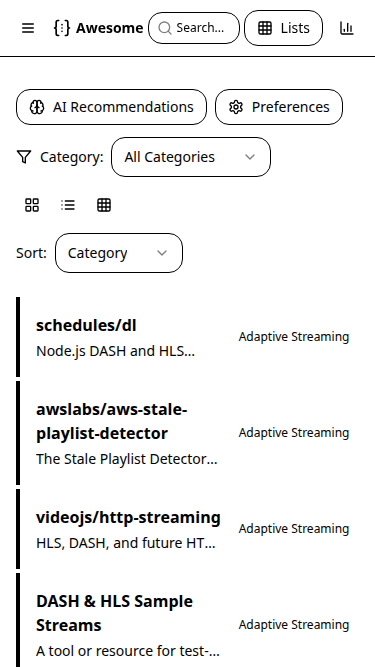 Awesome
Search...
Lists
AI Recommendations
Preferences
Category:
All Categories
Sort:
Category
schedules/dl
Node.js DASH and HLS...
Adaptive Streaming
awslabs/aws-stale-
playlist-detector
The Stale Playlist Detector...
Adaptive Streaming
videojs/http-streaming
HLS, DASH, and future HT...
Adaptive Streaming
DASH & HLS Sample
Streams
A tool or resource for test-...
Adaptive Streaming